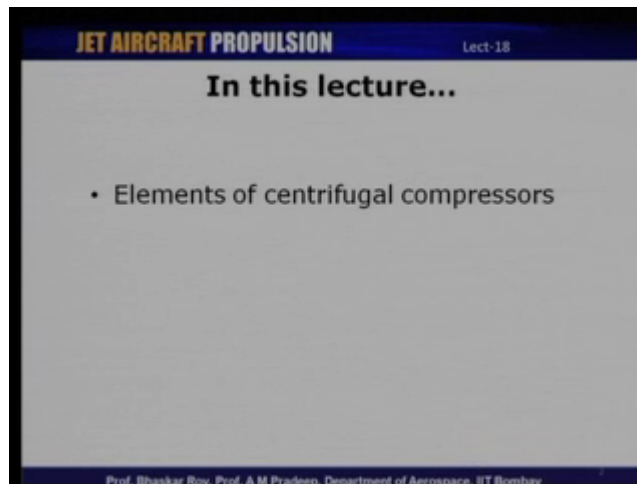 JET AIRCRAFT PROPULSION Lect-18
In this lecture...
• Elements of centrifugal compressors
2
Prof. Bhaskar Roy, Prof. A M Pradeep, Department of Aerospace, IIT Bombay